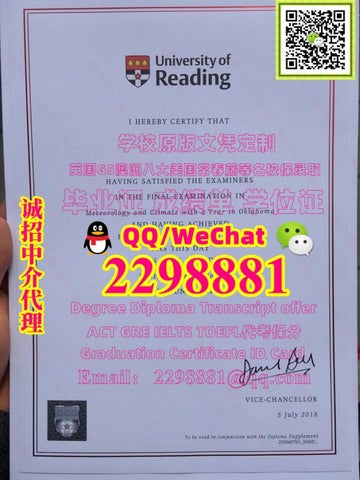 University of
Reading
I HEREBY CERTIFY THAT
学校原版文凭定制
英国G5澳洲八大美国常春藤等名校保录取
HAVING SATISFIED THE EXAMINERS
IN THE FINAL EXAMINATION IN
毕业证 成绩单 学位证
Meteorology and Climate with a Year in Oklahoma
AND HAVING ACHIEVED
诚招中介代理
QQ/WeChat
THIS DAY
2298881
Degree Diploma Transcript offer
ACT GRE IELTS TOEFL代考保分
Graduation Certificate ID Card
Email: 2298881@qq.com
VICE-CHANCELLOR
5 July 2018
To be read in conjunction with the Diploma Supplement